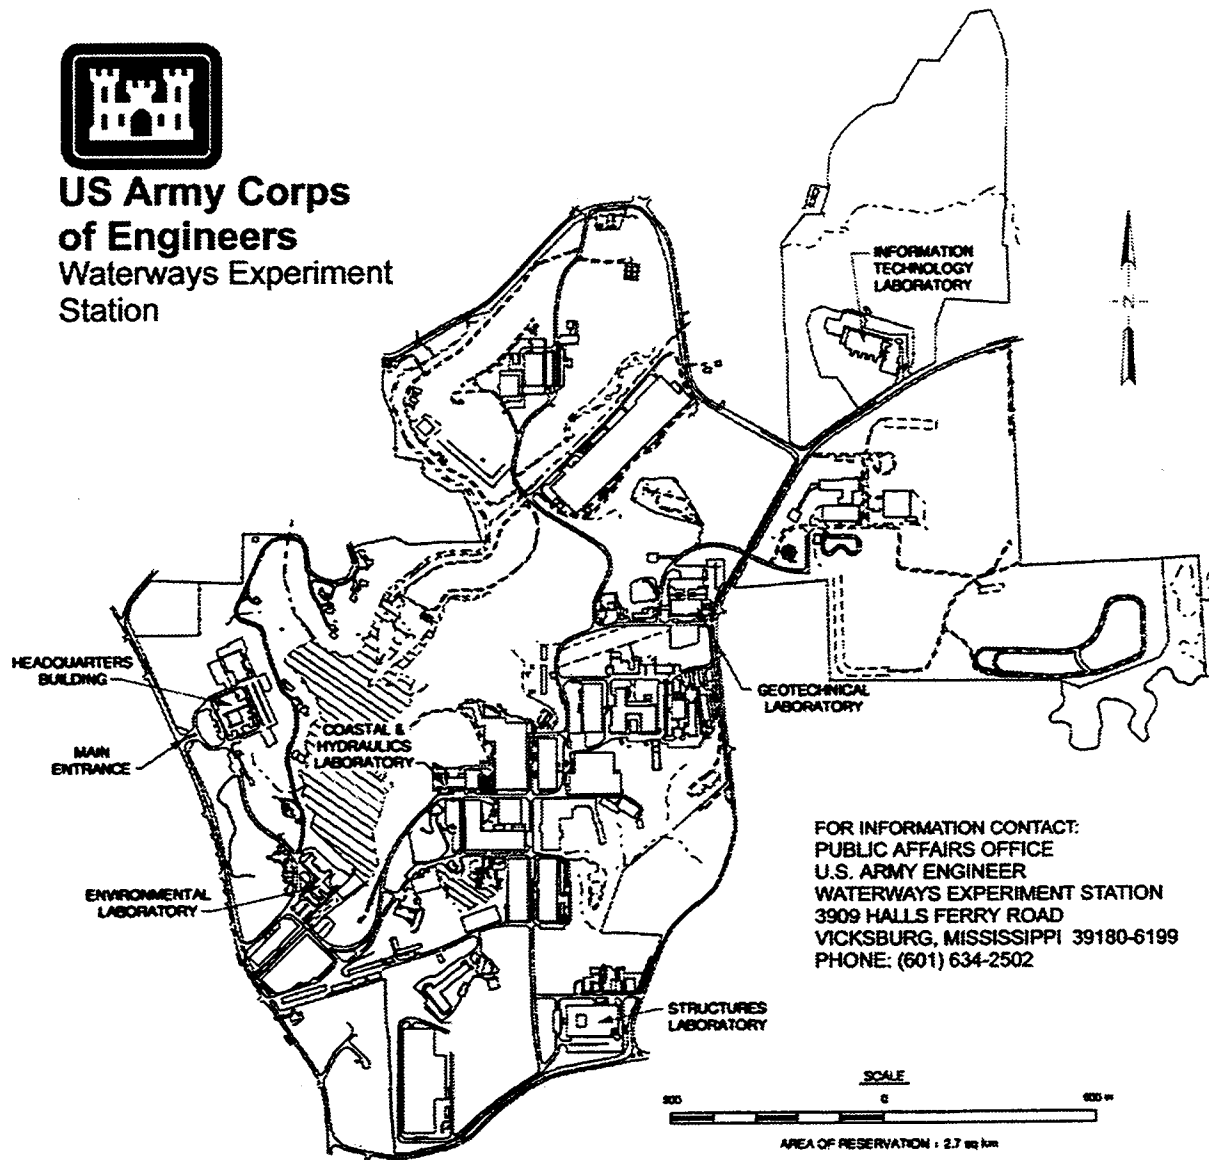 US Army Corps
of Engineers
Waterways Experiment
Station
INFORMATION
TECHNOLOGY
LABORATORY
N
HEADQUARTERS
BUILDING
MAIN
ENTRANCE
COASTAL &
HYDRAULICS
LABORATORY
GEOTECHNICAL
LABORATORY
ENVIRONMENTAL
LABORATORY
STRUCTURES
LABORATORY
FOR INFORMATION CONTACT:
PUBLIC AFFAIRS OFFICE
U.S. ARMY ENGINEER
WATERWAYS EXPERIMENT STATION
3909 HALLS FERRY ROAD
VICKSBURG, MISSISSIPPI 39180-6199
PHONE: (601) 634-2502
SCALE
0
AREA OF RESERVATION : 2.7 sq km